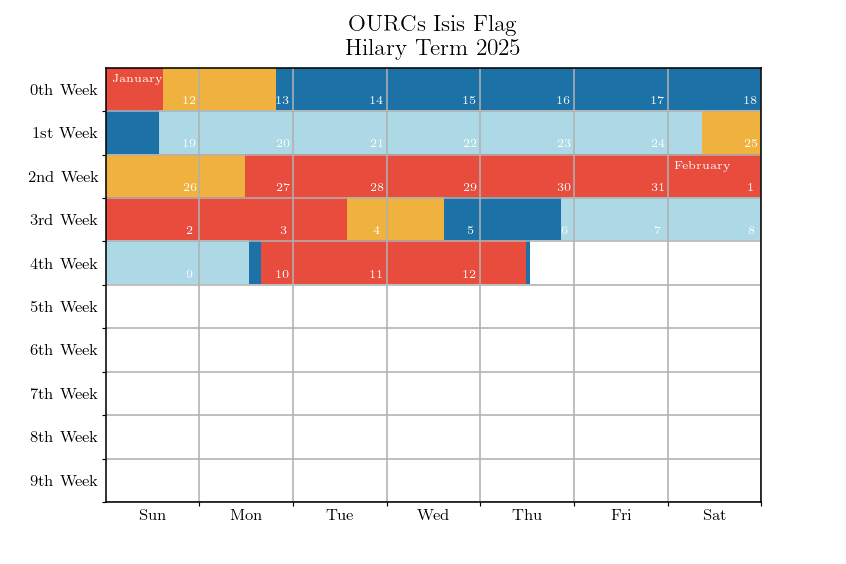 OURCs Isis Flag
Hilary Term 2025
January
0th Week 12 13 14 15 16 17 18
1st Week 19 20 21 22 23 24 25
February
2nd Week 26 27 28 29 30 31 1
3rd Week 2 3 4 5 6 7 8
4th Week 9 10 11 12
5th Week
6th Week
7th Week
8th Week
9th Week
Sun Mon Tue Wed Thu Fri Sat